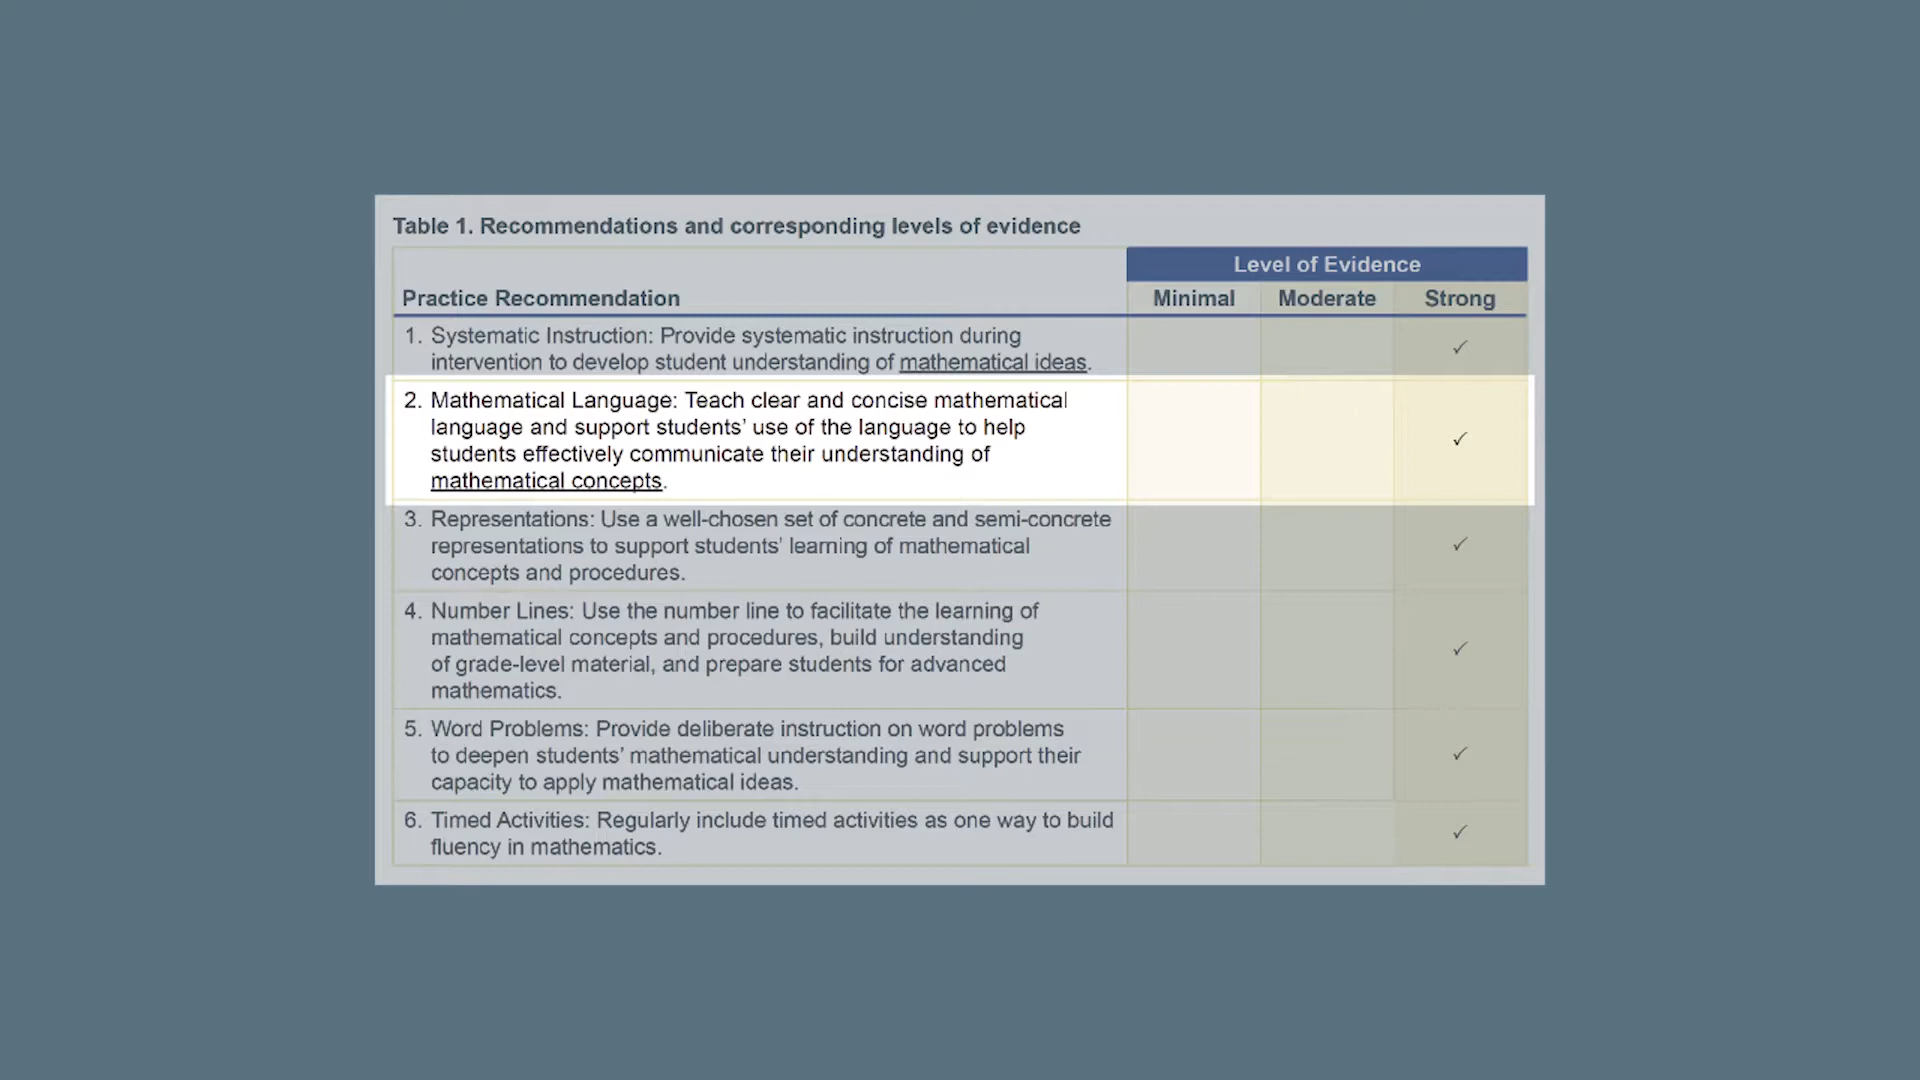 Table 1. Recommendations and corresponding levels of evidence
Level of Evidence
Practice Recommendation Minimal Moderate Strong
1. Systematic Instruction: Provide systematic instruction during
intervention to develop student understanding of mathematical ideas.
✓
2. Mathematical Language: Teach clear and concise mathematical
language and support students’ use of the language to help
students effectively communicate their understanding of
mathematical concepts.
✓
3. Representations: Use a well-chosen set of concrete and semi-concrete
representations to support students’ learning of mathematical
concepts and procedures.
✓
4. Number Lines: Use the number line to facilitate the learning of
mathematical concepts and procedures, build understanding
of grade-level material, and prepare students for advanced
mathematics.
✓
5. Word Problems: Provide deliberate instruction on word problems
to deepen students’ mathematical understanding and support their
capacity to apply mathematical ideas.
✓
6. Timed Activities: Regularly include timed activities as one way to build
fluency in mathematics.
✓